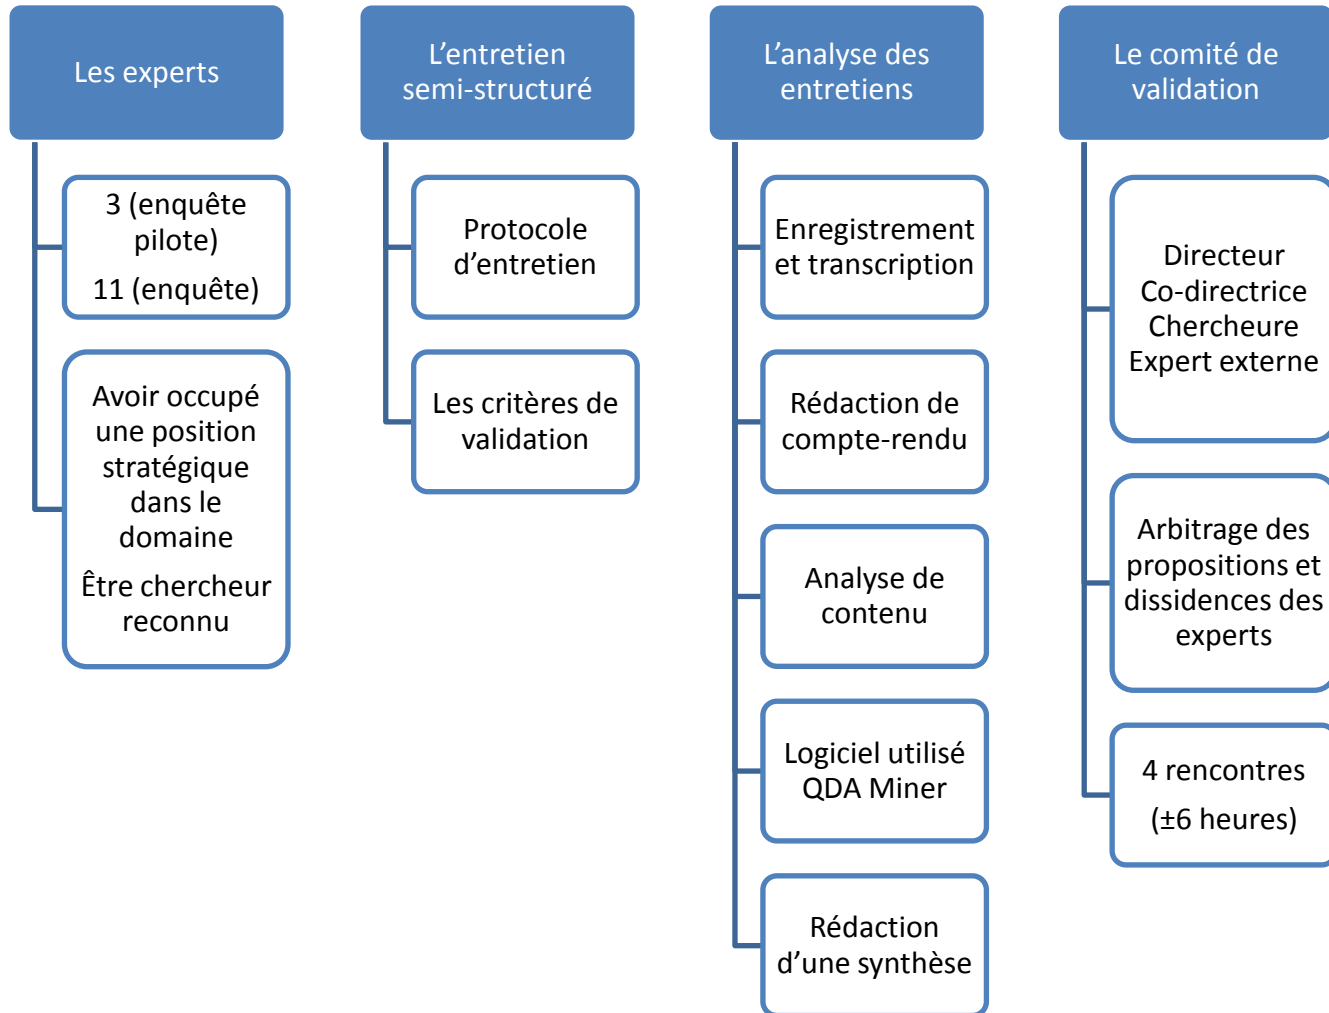 Les experts
3 (enquête
pilote)
11 (enquête)
Avoir occupé
une position
stratégique
dans le
domaine
Être chercheur
reconnu
L’entretien
semi-structuré
Protocole
d’entretien
Les critères de
validation
L’analyse des
entretiens
Enregistrement
et transcription
Rédaction de
compte-rendu
Analyse de
contenu
Logiciel utilisé
QDA Miner
Rédaction
d’une synthèse
Le comité de
validation
Directeur
Co-directrice
Chercheure
Expert externe
Arbitrage des
propositions et
dissidences des
experts
4 rencontres
(±6 heures)